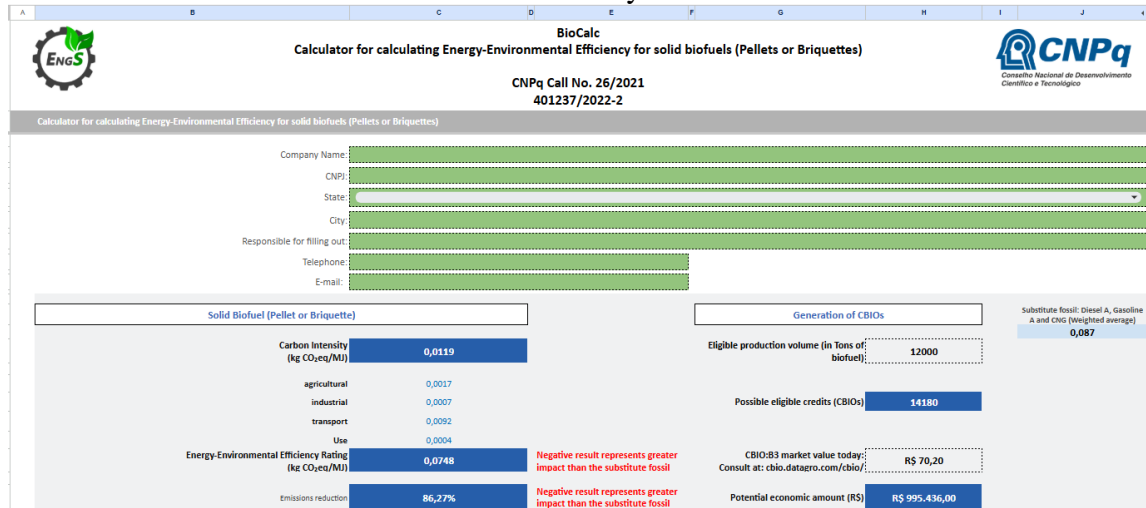 A B C D E F G H I J
BioCalc
Calculator for calculating Energy-Environmental Efficiency for solid biofuels (Pellets or Briquettes)
CNPq Call No. 26/2021
401237/2022-2
ENGS
CNPq
Conselho Nacional de Desenvolvimento
Científico e Tecnológico
Calculator for calculating Energy-Environmental Efficiency for solid biofuels (Pellets or Briquettes)
Company Name:
CNPJ:
State:
City:
Responsible for filling out:
Telephone:
E-mail:
Solid Biofuel (Pellet or Briquette)
Carbon Intensity
(kg CO₂eq/MJ)
0,0119
agricultural 0,0017
industrial 0,0007
transport 0,0092
Use 0,0004
Energy-Environmental Efficiency Rating
(kg CO₂eq/MJ)
0,0748
Negative result represents greater
impact than the substitute fossil
Emissions reduction 86,27%
Negative result represents greater
impact than the substitute fossil
Generation of CBIOs
Eligible production volume (in Tons of
biofuel)
12000
Possible eligible credits (CBIOs) 14180
CBIO:B3 market value today:
Consult at: cbio.datagro.com/cbio/
R$ 70,20
Potential economic amount (R$) R$ 995.436,00
Substitute fossil: Diesel A, Gasoline
A and CNG (Weighted average)
0,087